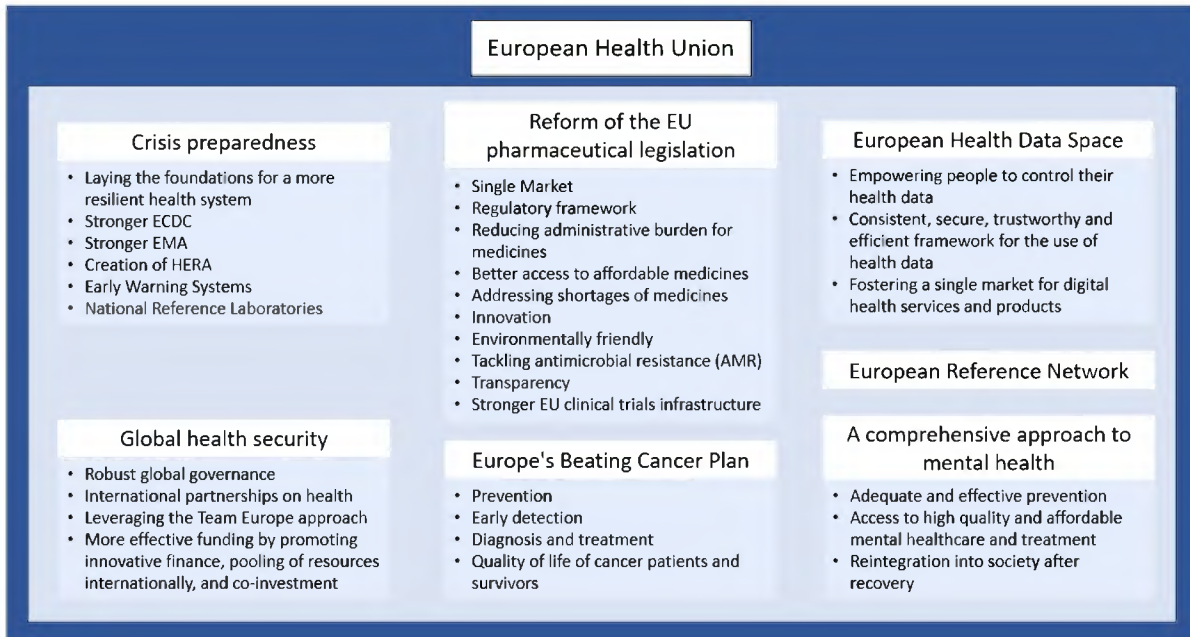 European Health Union
Crisis preparedness
• Laying the foundations for a more
resilient health system
• Stronger ECDC
• Stronger EMA
• Creation of HERA
• Early Warning Systems
• National Reference Laboratories
Global health security
• Robust global governance
• International partnerships on health
• Leveraging the Team Europe approach
• More effective funding by promoting
innovative finance, pooling of resources
internationally, and co-investment
Reform of the EU
pharmaceutical legislation
• Single Market
• Regulatory framework
• Reducing administrative burden for
medicines
• Better access to affordable medicines
• Addressing shortages of medicines
• Innovation
• Environmentally friendly
• Tackling antimicrobial resistance (AMR)
• Transparency
• Stronger EU clinical trials infrastructure
Europe's Beating Cancer Plan
• Prevention
• Early detection
• Diagnosis and treatment
• Quality of life of cancer patients and
survivors
European Health Data Space
• Empowering people to control their
health data
• Consistent, secure, trustworthy and
efficient framework for the use of
health data
• Fostering a single market for digital
health services and products
European Reference Network
A comprehensive approach to
mental health
• Adequate and effective prevention
• Access to high quality and affordable
mental healthcare and treatment
• Reintegration into society after
recovery